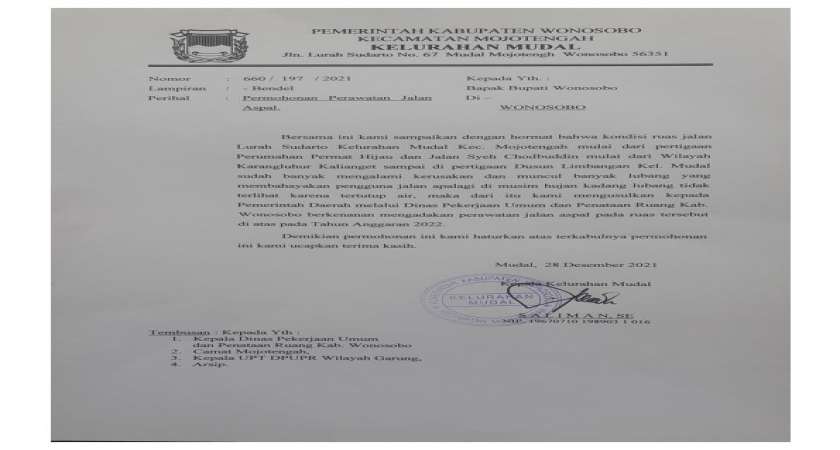 PEMERINTAH KABUPATEN WONOSOBO
KECAMATAN MOJOTENGAH
KELURAHAN MUDAL
Jln. Lurah Sudarto No. 67 Mudal Mojotengh Wonosobo 56351
Nomor : 660 / 197 / 2021
Lampiran : - Bendel
Perihal : Permohonan Perawatan Jalan
Aspal.
Kepada Yth. :
Bapak Bupati Wonosobo
Di –
WONOSOBO
Bersama ini kami sampaikan dengan hormat bahwa kondisi ruas jalan
Lurah Sudarto Kelurahan Mudal Kec. Mojotengah mulai dari pertigaan
Perumahan Permat Hijau dan Jalan Syeh Chodbuddin mulai dari Wilayah
Karangluhur Kalianget sampai di pertigaan Dusun Limbangan Kel. Mudal
sudah banyak mengalami kerusakan dan muncul banyak lubang yang
membahayakan pengguna jalan apalagi di musim hujan kadang lubang tidak
terlihat karena tertutup air, maka dari itu kami mengusulkan kepada
Pemerintah Daerah melalui Dinas Pekerjaan Umum dan Penataan Ruang Kab.
Wonosobo berkenanan mengadakan perawatan jalan aspal pada ruas tersebut
di atas pada Tahun Anggaran 2022.
Demikian permohonan ini kami haturkan atas terkabulnya permohonan
ini kami ucapkan terima kasih.
Mudal, 28 Desember 2021
Kepala Kelurahan Mudal
KELURAHAN
MUDAL
SALIMAN, SE
NIP. 19670710 198903 1 016
Tembusan : Kepada Yth :
1. Kepala Dinas Pekerjaan Umum
dan Penataan Ruang Kab. Wonosobo
2. Camat Mojotengah,
3. Kepala UPT DPUPR Wilayah Garung,
4. Arsip.